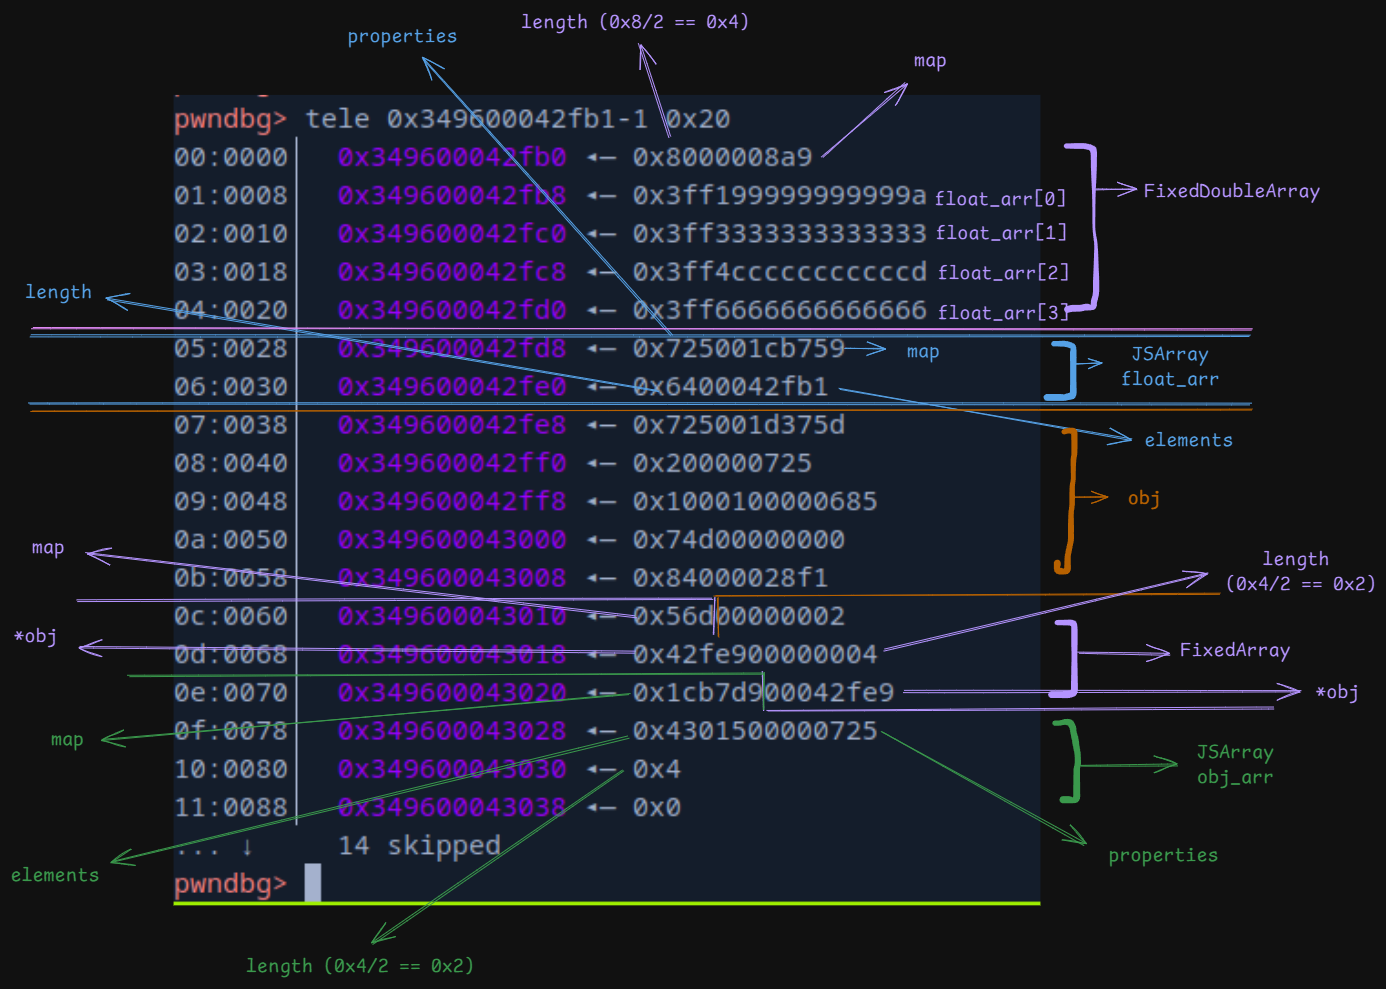 length (0x8/2 == 0x4)
properties
map
pwndbg> tele 0x349600042fb1-1 0x20
00:0000│ 0x349600042fb0 ◂— 0x8000008a9
01:0008│ 0x349600042fb8 ◂— 0x3ff199999999999a float_arr[0]
FixedDoubleArray
02:0010│ 0x349600042fc0 ◂— 0x3ff3333333333333 float_arr[1]
03:0018│ 0x349600042fc8 ◂— 0x3ff4cccccccccccd float_arr[2]
length
04:0020│ 0x349600042fd0 ◂— 0x3ff6666666666666 float_arr[3]
05:0028│ 0x349600042fd8 ◂— 0x725001cb759 map
JSArray
float_arr
06:0030│ 0x349600042fe0 ◂— 0x6400042fb1
07:0038│ 0x349600042fe8 ◂— 0x725001d375d
elements
08:0040│ 0x349600042ff0 ◂— 0x200000725
09:0048│ 0x349600042ff8 ◂— 0x1000100000685
obj
0a:0050│ 0x349600043000 ◂— 0x74d00000000
map
0b:0058│ 0x349600043008 ◂— 0x84000028f1
length
(0x4/2 == 0x2)
0c:0060│ 0x349600043010 ◂— 0x56d00000002
*obj
0d:0068│ 0x349600043018 ◂— 0x42fe900000004
FixedArray
0e:0070│ 0x349600043020 ◂— 0x1cb7d900042fe9
*obj
0f:0078│ 0x349600043028 ◂— 0x4301500000725
map
JSArray
obj_arr
10:0080│ 0x349600043030 ◂— 0x4
11:0088│ 0x349600043038 ◂— 0x0
... ↓ 14 skipped
properties
elements
pwndbg>
length (0x4/2 == 0x2)